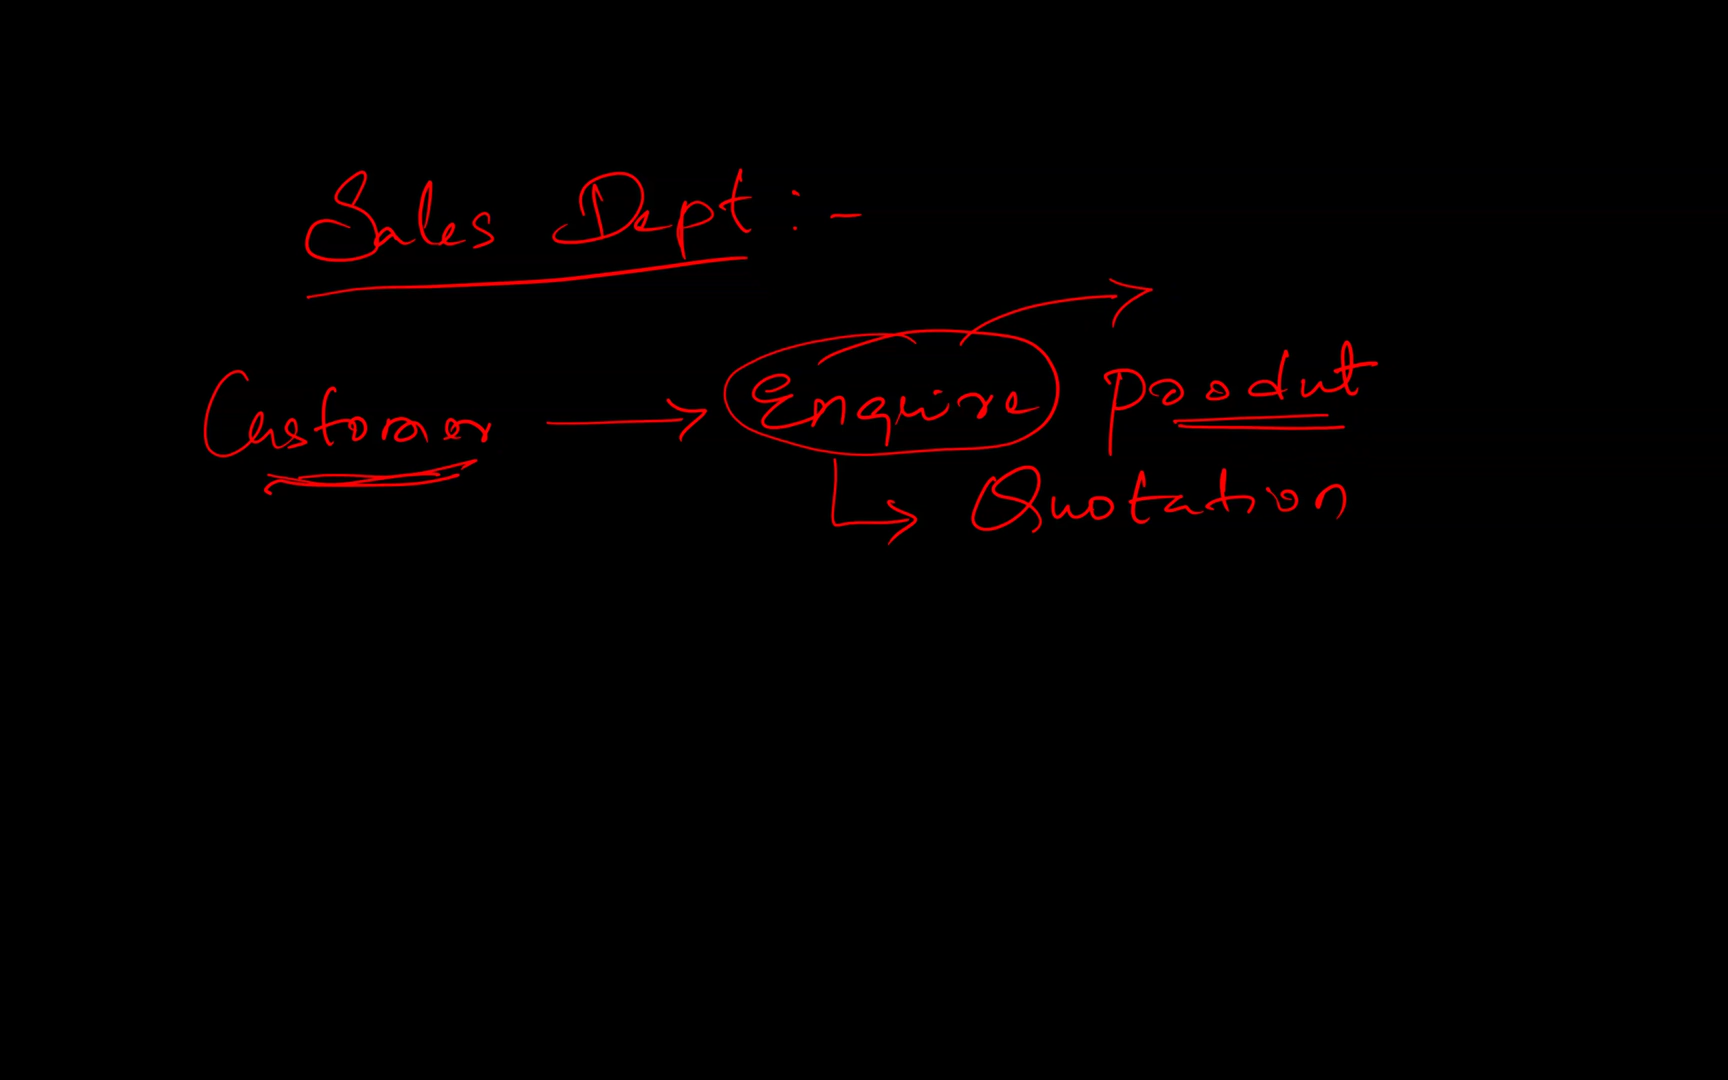 Sales Dept :-
Customer → Enquire Product
↳ Quotation